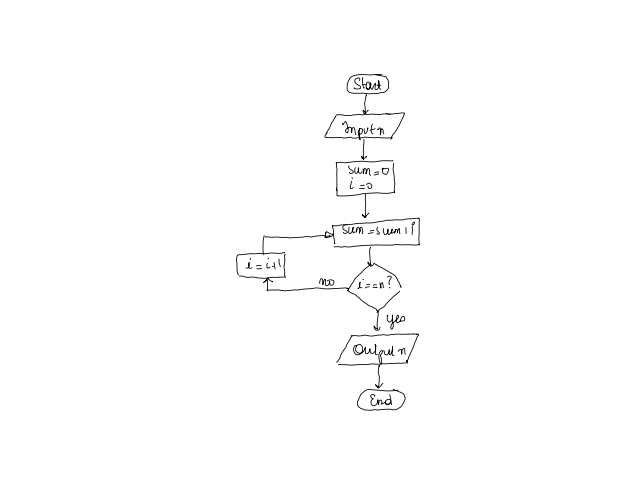 Start
Input n
sum=0
i=0
sum=sum+i
i=i+1
i==n?
no
yes
Output n
End